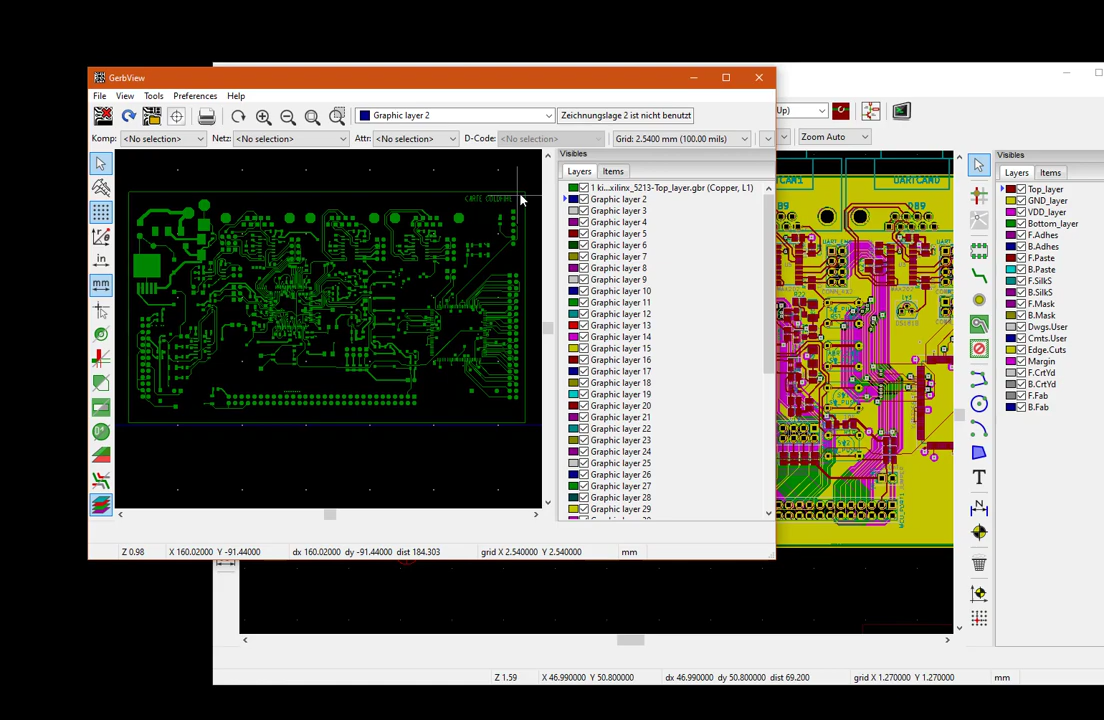 GerbView
File View Tools Preferences Help
Graphic layer 2 Zeichnungslage 2 ist nicht benutzt
Komp: <No selection> Netz: <No selection> Attr: <No selection> D-Code: <No selection> Grid: 2.5400 mm (100.00 mils)
Visibles
Layers Items
1 ki...xilinx_5213-Top_layer.gbr (Copper, L1)
Graphic layer 2
Graphic layer 3
Graphic layer 4
Graphic layer 5
Graphic layer 6
Graphic layer 7
Graphic layer 8
Graphic layer 9
Graphic layer 10
Graphic layer 11
Graphic layer 12
Graphic layer 13
Graphic layer 14
Graphic layer 15
Graphic layer 16
Graphic layer 17
Graphic layer 18
Graphic layer 19
Graphic layer 20
Graphic layer 21
Graphic layer 22
Graphic layer 23
Graphic layer 24
Graphic layer 25
Graphic layer 26
Graphic layer 27
Graphic layer 28
Graphic layer 29
in
mm
CARTE COLDFIRE
Z 0.98 X 160.02000 Y -91.44000 dx 160.02000 dy -91.44000 dist 184.303 grid X 2.540000 Y 2.540000 mm
Up)
Zoom Auto
UARTCAN0
DB9
Visibles
Layers Items
Top_layer
GND_layer
VDD_layer
Bottom_layer
F.Adhes
B.Adhes
F.Paste
B.Paste
F.SilkS
B.SilkS
F.Mask
B.Mask
Dwgs.User
Cmts.User
Edge.Cuts
Margin
F.CrtYd
B.CrtYd
F.Fab
B.Fab
T
N
MCU_PORT1
Z 1.59 X 46.990000 Y 50.800000 dx 46.990000 dy 50.800000 dist 69.200 grid X 1.270000 Y 1.270000 mm